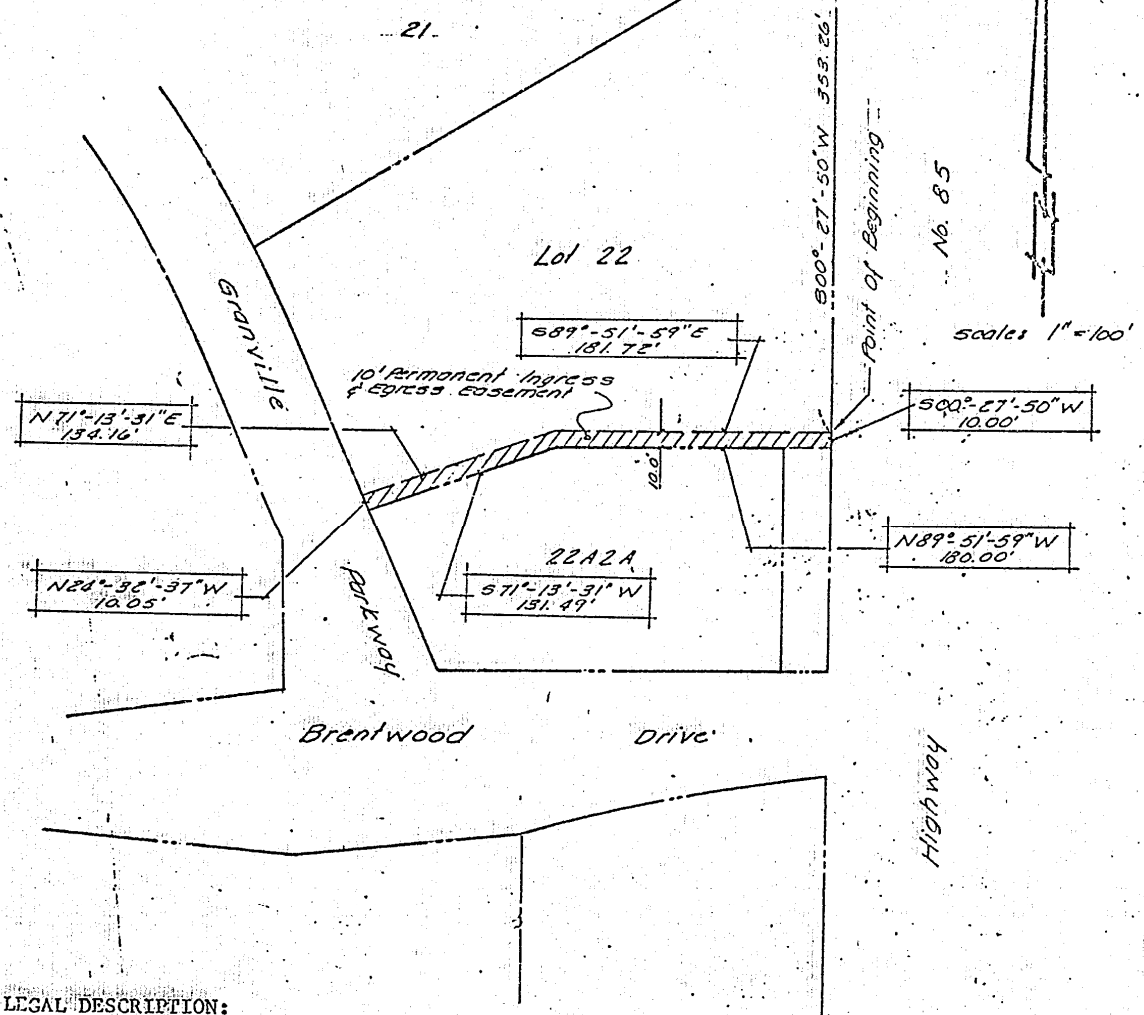 21
S00°-27'-50"W 353.26'
Point Of Beginning
No. 85
Lot 22
Granville
Scale: 1"=100'
S89°-51'-59"E
181.72'
10' Permanent Ingress
& Egress Easement
N71°-13'-31"E
134.16'
S00°-27'-50"W
10.00'
10.0'
N89°-51'-59"W
180.00'
22A2A
-32'-37"W
10.05'
S71°-13'-31"W
131.49'
Parkway
Brentwood Drive
Highway
LEGAL DESCRIPTION: